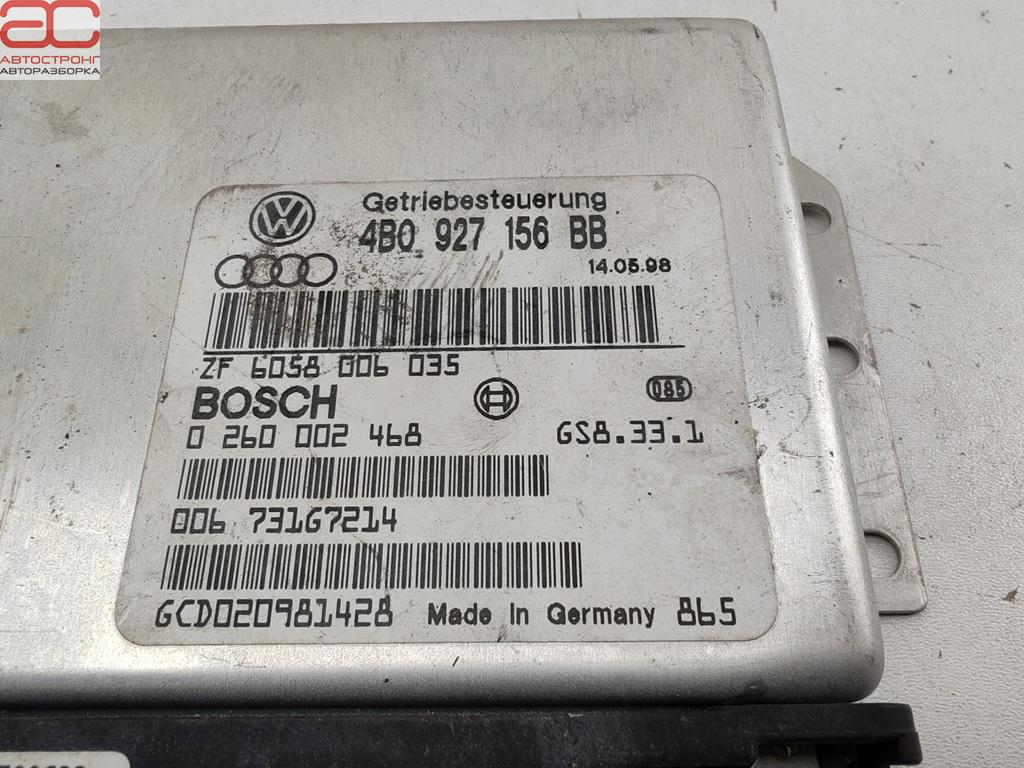 АС
АВТОСТРОНГ
АВТОРАЗБОРКА
Getriebesteuerung
4B0 927 156 BB
14.05.98
ZF 6058 006 035
BOSCH
085
0 260 002 468 GS8.33.1
006 731G7214
GCD020981428 Made in Germany 865